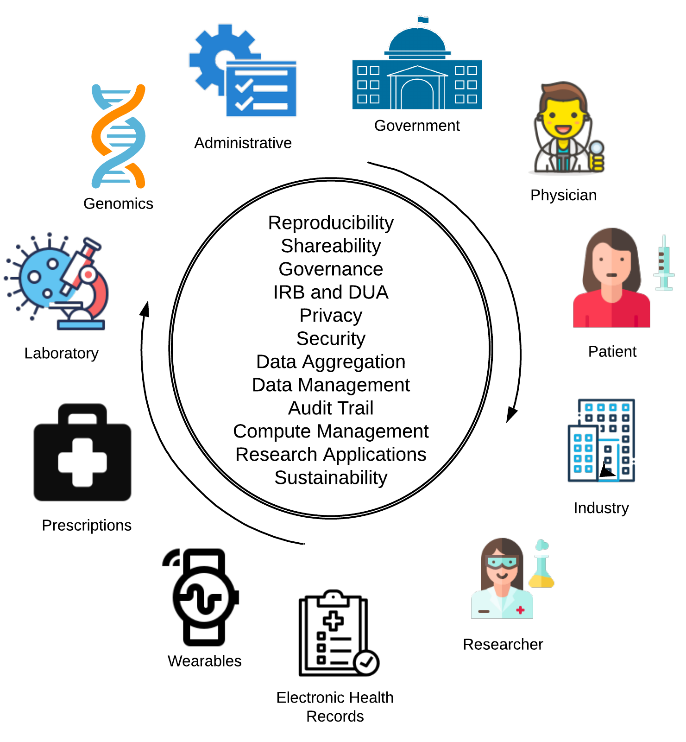 Administrative
Government
Physician
Genomics
Patient
Laboratory
Industry
Prescriptions
Researcher
Wearables
Electronic Health
Records
Reproducibility
Shareability
Governance
IRB and DUA
Privacy
Security
Data Aggregation
Data Management
Audit Trail
Compute Management
Research Applications
Sustainability